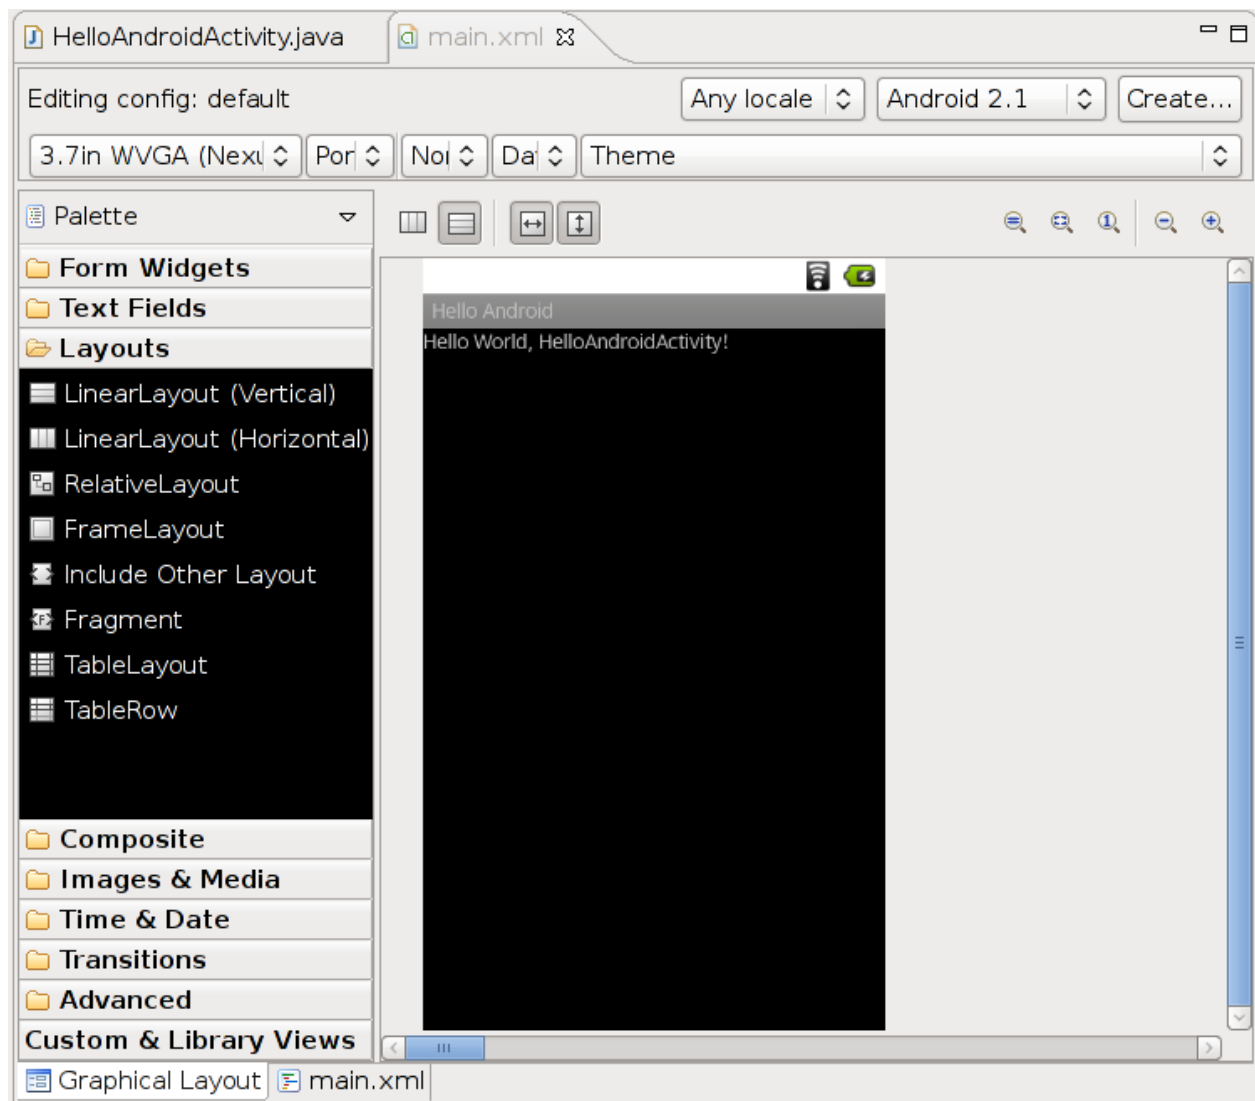 HelloAndroidActivity.java main.xml
Editing config: default Any locale Android 2.1 Create...
3.7in WVGA (Nexu Por Nor Da Theme
Palette
Form Widgets
Text Fields
Layouts
LinearLayout (Vertical)
LinearLayout (Horizontal)
RelativeLayout
FrameLayout
Include Other Layout
Fragment
TableLayout
TableRow
Composite
Images & Media
Time & Date
Transitions
Advanced
Custom & Library Views
Hello Android
Hello World, HelloAndroidActivity!
Graphical Layout main.xml